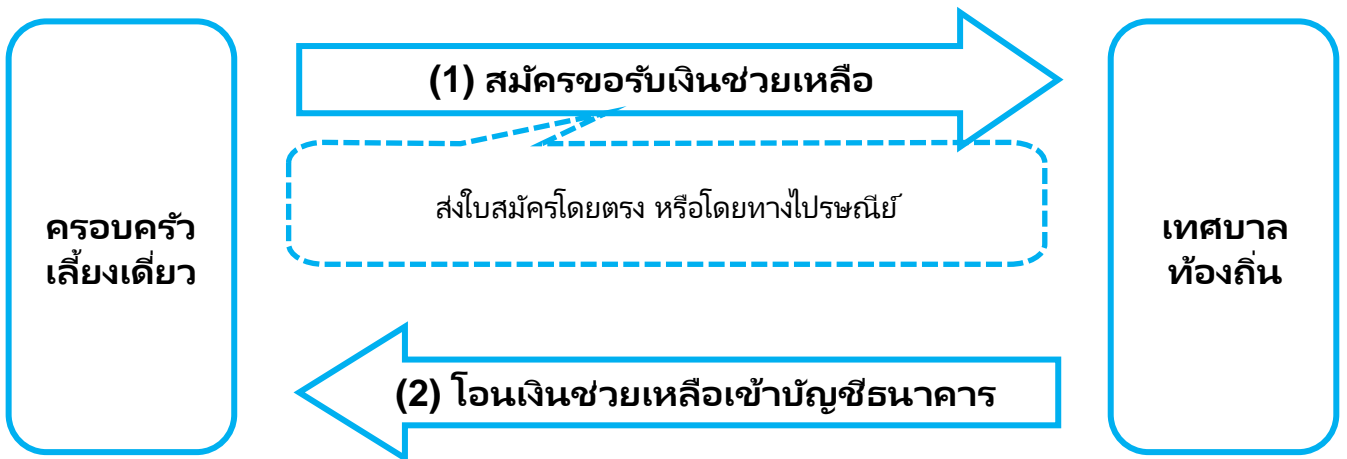 (1) สมัครขอรับเงินช่วยเหลือ
ส่งใบสมัครโดยตรง หรือโดยทางไปรษณีย์
ครอบครัว
เลี้ยงเดี่ยว
เทศบาล
ท้องถิ่น
(2) โอนเงินช่วยเหลือเข้าบัญชีธนาคาร